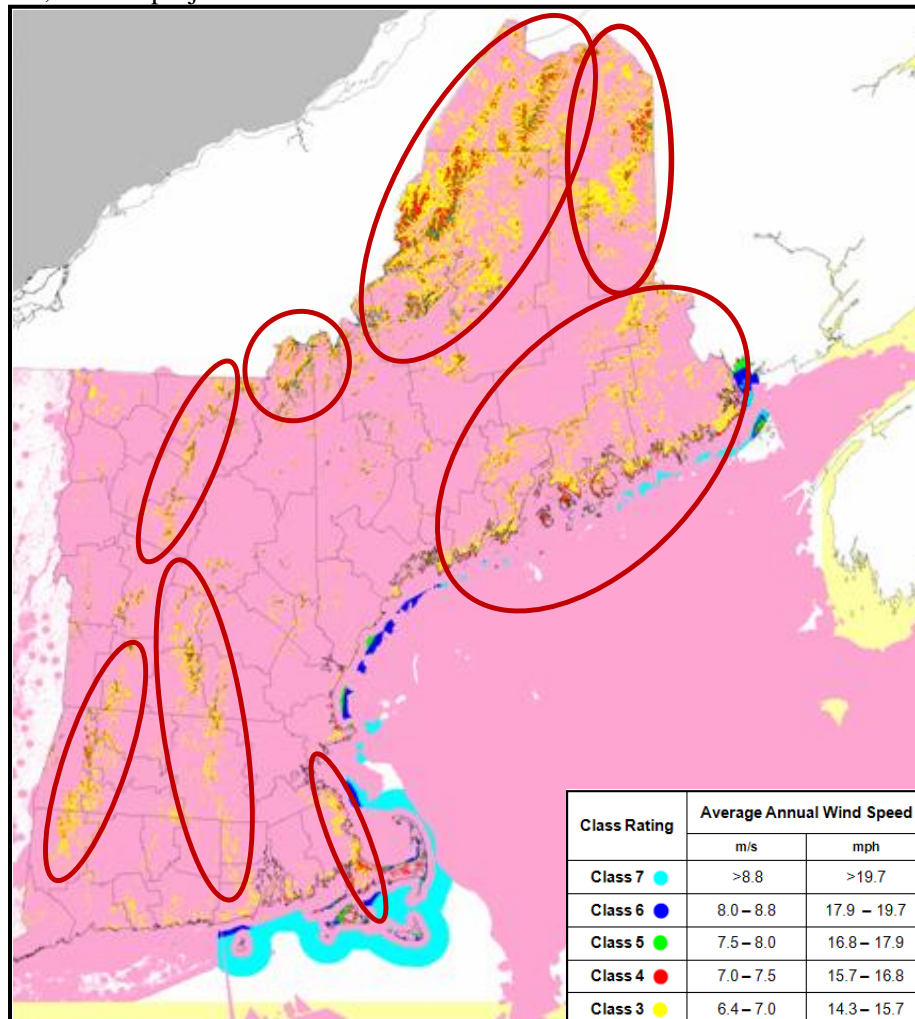 Class Rating Average Annual Wind Speed
m/s mph
Class 7 >8.8 >19.7
Class 6 8.0 – 8.8 17.9 – 19.7
Class 5 7.5 – 8.0 16.8 – 17.9
Class 4 7.0 – 7.5 15.7 – 16.8
Class 3 6.4 – 7.0 14.3 – 15.7